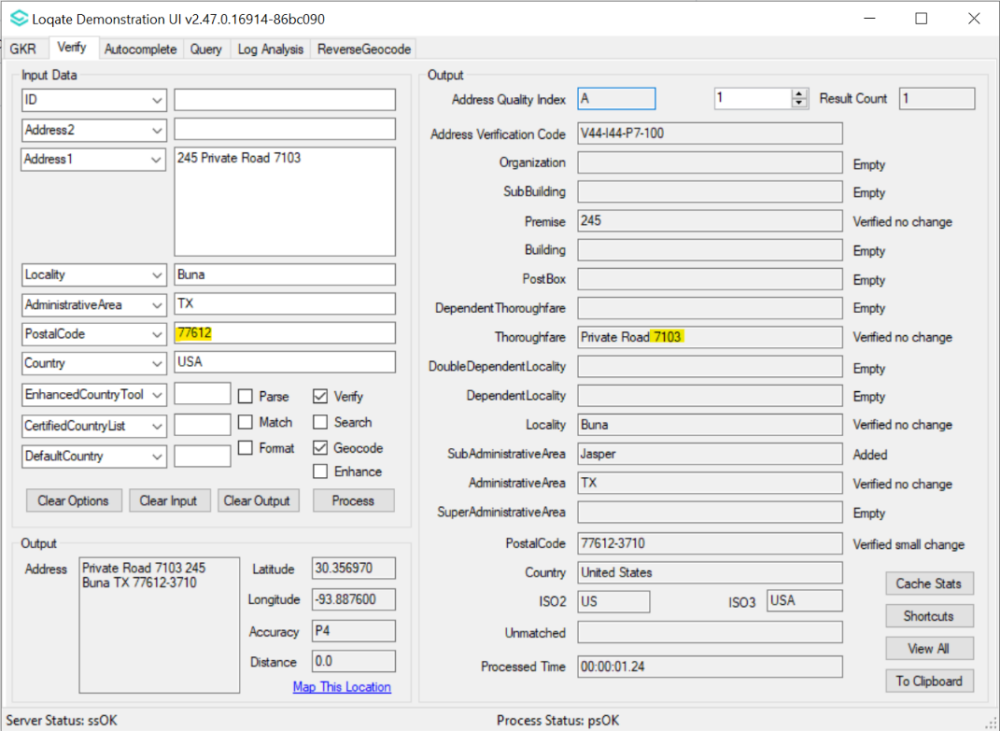 Loqate Demonstration UI v2.47.0.16914-86bc090
GKR Verify Autocomplete Query Log Analysis ReverseGeocode
Input Data
ID
Address2
Address1 245 Private Road 7103
Locality Buna
AdministrativeArea TX
PostalCode 77612
Country USA
EnhancedCountryTool Parse Verify
CertifiedCountryList Match Search
DefaultCountry Format Geocode
Enhance
Clear Options Clear Input Clear Output Process
Output
Address Private Road 7103 245
Buna TX 77612-3710
Latitude 30.356970
Longitude -93.887600
Accuracy P4
Distance 0.0
Map This Location
Output
Address Quality Index A 1 Result Count 1
Address Verification Code V44-I44-P7-100
Organization Empty
SubBuilding Empty
Premise 245 Verified no change
Building Empty
PostBox Empty
DependentThoroughfare Empty
Thoroughfare Private Road 7103 Verified no change
DoubleDependentLocality Empty
DependentLocality Empty
Locality Buna Verified no change
SubAdministrativeArea Jasper Added
AdministrativeArea TX Verified no change
SuperAdministrativeArea Empty
PostalCode 77612-3710 Verified small change
Country United States
ISO2 US ISO3 USA
Unmatched
Processed Time 00:00:01.24
Cache Stats
Shortcuts
View All
To Clipboard
Server Status: ssOK Process Status: psOK